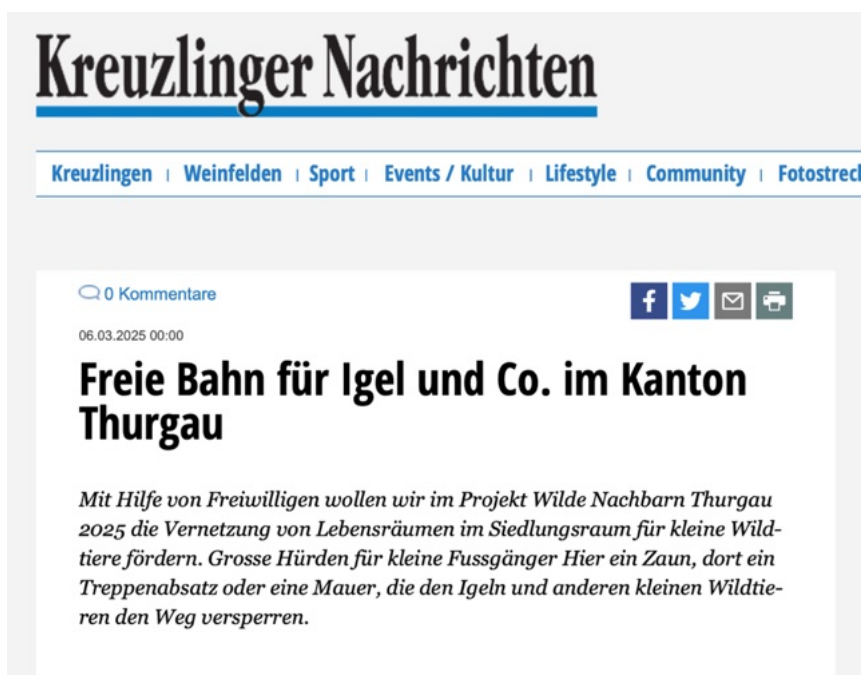 Kreuzlinger Nachrichten
Kreuzlingen | Weinfelden | Sport | Events / Kultur | Lifestyle | Community |
0 Kommentare
06.03.2025 00:00
Freie Bahn für Igel und Co. im Kanton
Thurgau
Mit Hilfe von Freiwilligen wollen wir im Projekt Wilde Nachbarn Thurgau
2025 die Vernetzung von Lebensräumen im Siedlungsraum für kleine Wild-
tiere fördern. Grosse Hürden für kleine Fussgänger Hier ein Zaun, dort ein
Treppenabsatz oder eine Mauer, die den Igeln und anderen kleinen Wildtie-
ren den Weg versperren.